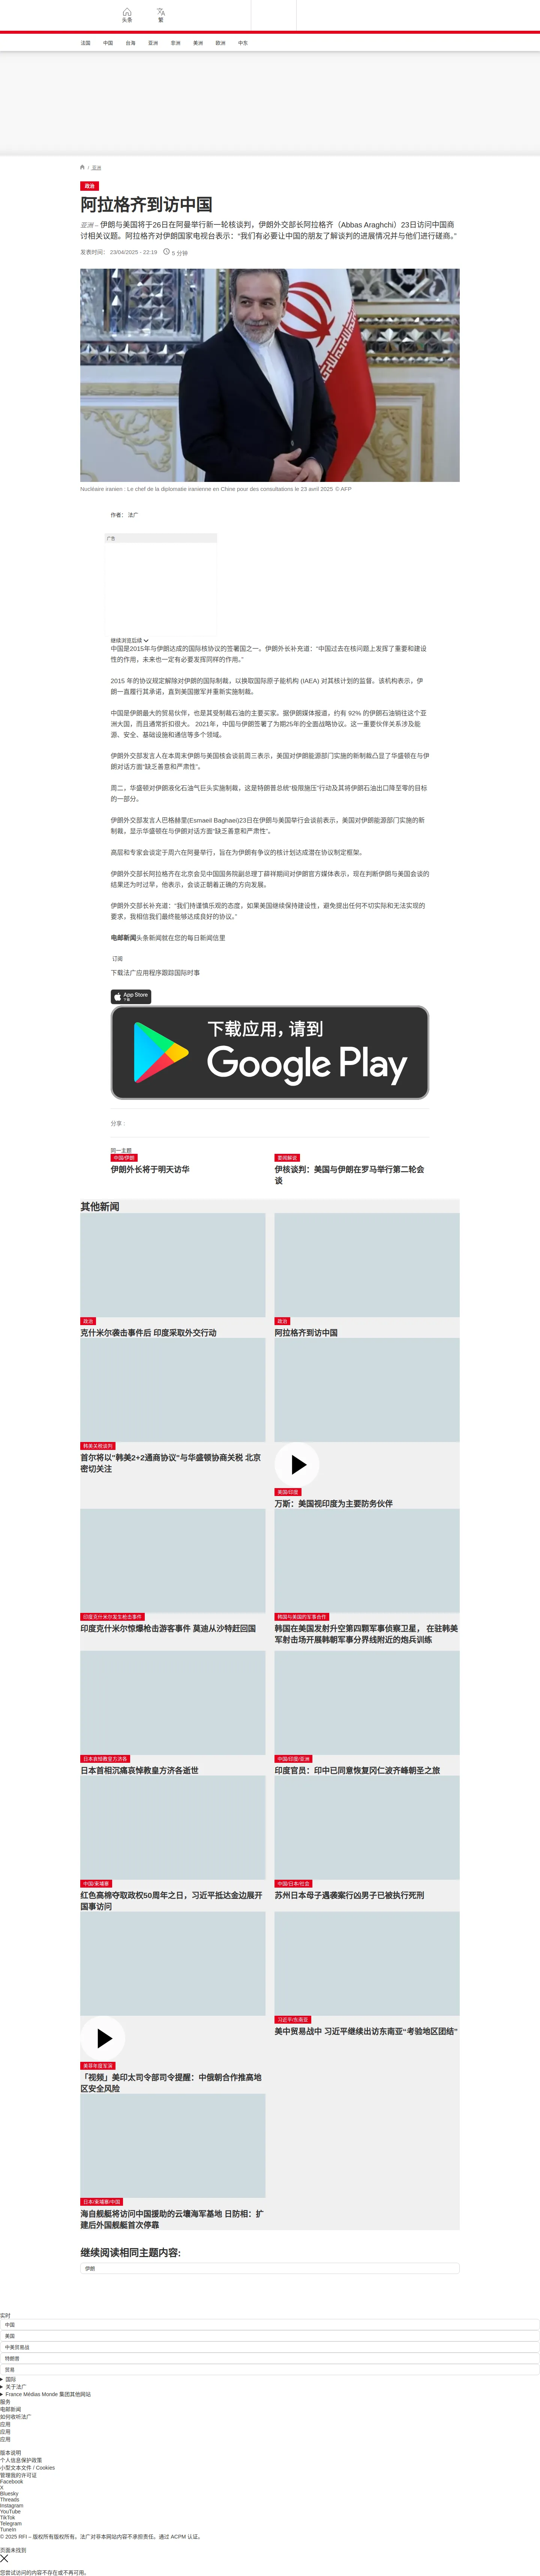 头条
繁
法国 中国 台海 亚洲 非洲 美洲 欧洲 中东
/ 亚洲
政治
阿拉格齐到访中国
亚洲 – 伊朗与美国将于26日在阿曼举行新一轮核谈判，伊朗外交部长阿拉格齐（Abbas Araghchi）23日访问中国商
讨相关议题。阿拉格齐对伊朗国家电视台表示：“我们有必要让中国的朋友了解谈判的进展情况并与他们进行磋商。”
发表时间： 23/04/2025 - 22:19 5 分钟
Nucléaire iranien : Le chef de la diplomatie iranienne en Chine pour des consultations le 23 avril 2025 © AFP
作者： 法广
广告
继续浏览后续
中国是2015年与伊朗达成的国际核协议的签署国之一。伊朗外长补充道：“中国过去在核问题上发挥了重要和建设
性的作用，未来也一定有必要发挥同样的作用。”
2015 年的协议规定解除对伊朗的国际制裁，以换取国际原子能机构 (IAEA) 对其核计划的监督。该机构表示，伊
朗一直履行其承诺，直到美国撤军并重新实施制裁。
中国是伊朗最大的贸易伙伴，也是其受制裁石油的主要买家。据伊朗媒体报道，约有 92% 的伊朗石油销往这个亚
洲大国，而且通常折扣很大。 2021年，中国与伊朗签署了为期25年的全面战略协议。这一重要伙伴关系涉及能
源、安全、基础设施和通信等多个领域。
伊朗外交部发言人在本周末伊朗与美国核会谈前周三表示，美国对伊朗能源部门实施的新制裁凸显了华盛顿在与伊
朗对话方面“缺乏善意和严肃性”。
周二，华盛顿对伊朗液化石油气巨头实施制裁，这是特朗普总统“极限施压”行动及其将伊朗石油出口降至零的目标
的一部分。
伊朗外交部发言人巴格赫里(Esmaeil Baghaei)23日在伊朗与美国举行会谈前表示，美国对伊朗能源部门实施的新
制裁，显示华盛顿在与伊朗对话方面“缺乏善意和严肃性”。
高层和专家会谈定于周六在阿曼举行，旨在为伊朗有争议的核计划达成潜在协议制定框架。
伊朗外交部长阿拉格齐在北京会见中国国务院副总理丁薛祥期间对伊朗官方媒体表示，现在判断伊朗与美国会谈的
结果还为时过早，他表示，会谈正朝着正确的方向发展。
伊朗外交部长补充道：“我们持谨慎乐观的态度，如果美国继续保持建设性，避免提出任何不切实际和无法实现的
要求，我相信我们最终能够达成良好的协议。”
电邮新闻头条新闻就在您的每日新闻信里
订阅
下载法广应用程序跟踪国际时事
App Store
下载
下载应用，请到
Google Play
分享 :
同一主题
中国/伊朗
伊朗外长将于明天访华
要闻解说
伊核谈判：美国与伊朗在罗马举行第二轮会
谈
其他新闻
政治
克什米尔袭击事件后 印度采取外交行动
政治
阿拉格齐到访中国
韩美关税谈判
首尔将以“韩美2+2通商协议”与华盛顿协商关税 北京
密切关注
美国/印度
万斯：美国视印度为主要防务伙伴
印度克什米尔发生枪击事件
印度克什米尔惊爆枪击游客事件 莫迪从沙特赶回国
韩国与美国的军事合作
韩国在美国发射升空第四颗军事侦察卫星， 在驻韩美
军射击场开展韩朝军事分界线附近的炮兵训练
日本哀悼教皇方济各
日本首相沉痛哀悼教皇方济各逝世
中国/印度/亚洲
印度官员：印中已同意恢复冈仁波齐峰朝圣之旅
中国/柬埔寨
红色高棉夺取政权50周年之日，习近平抵达金边展开
国事访问
中国/日本/社会
苏州日本母子遇袭案行凶男子已被执行死刑
美菲年度军演
「视频」美印太司令部司令提醒：中俄朝合作推高地
区安全风险
习近平/东南亚
美中贸易战中 习近平继续出访东南亚“考验地区团结”
日本/柬埔寨/中国
海自舰艇将访问中国援助的云壤海军基地 日防相：扩
建后外国舰艇首次停靠
继续阅读相同主题内容:
伊朗
实时
中国
美国
中美贸易战
特朗普
贸易
国际
关于法广
France Médias Monde 集团其他网站
服务
电邮新闻
如何收听法广
应用
应用
应用
版本说明
个人信息保护政策
小型文本文件 / Cookies
管理我的许可证
Facebook
X
Bluesky
Threads
Instagram
YouTube
TikTok
Telegram
TuneIn
© 2025 RFI – 版权所有版权所有。法广对非本网站内容不承担责任。通过 ACPM 认证。
页面未找到
您尝试访问的内容不存在或不再可用。